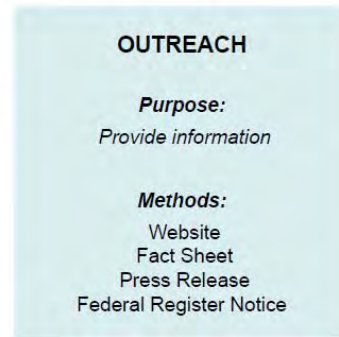 OUTREACH
Purpose:
Provide information
Methods:
Website
Fact Sheet
Press Release
Federal Register Notice